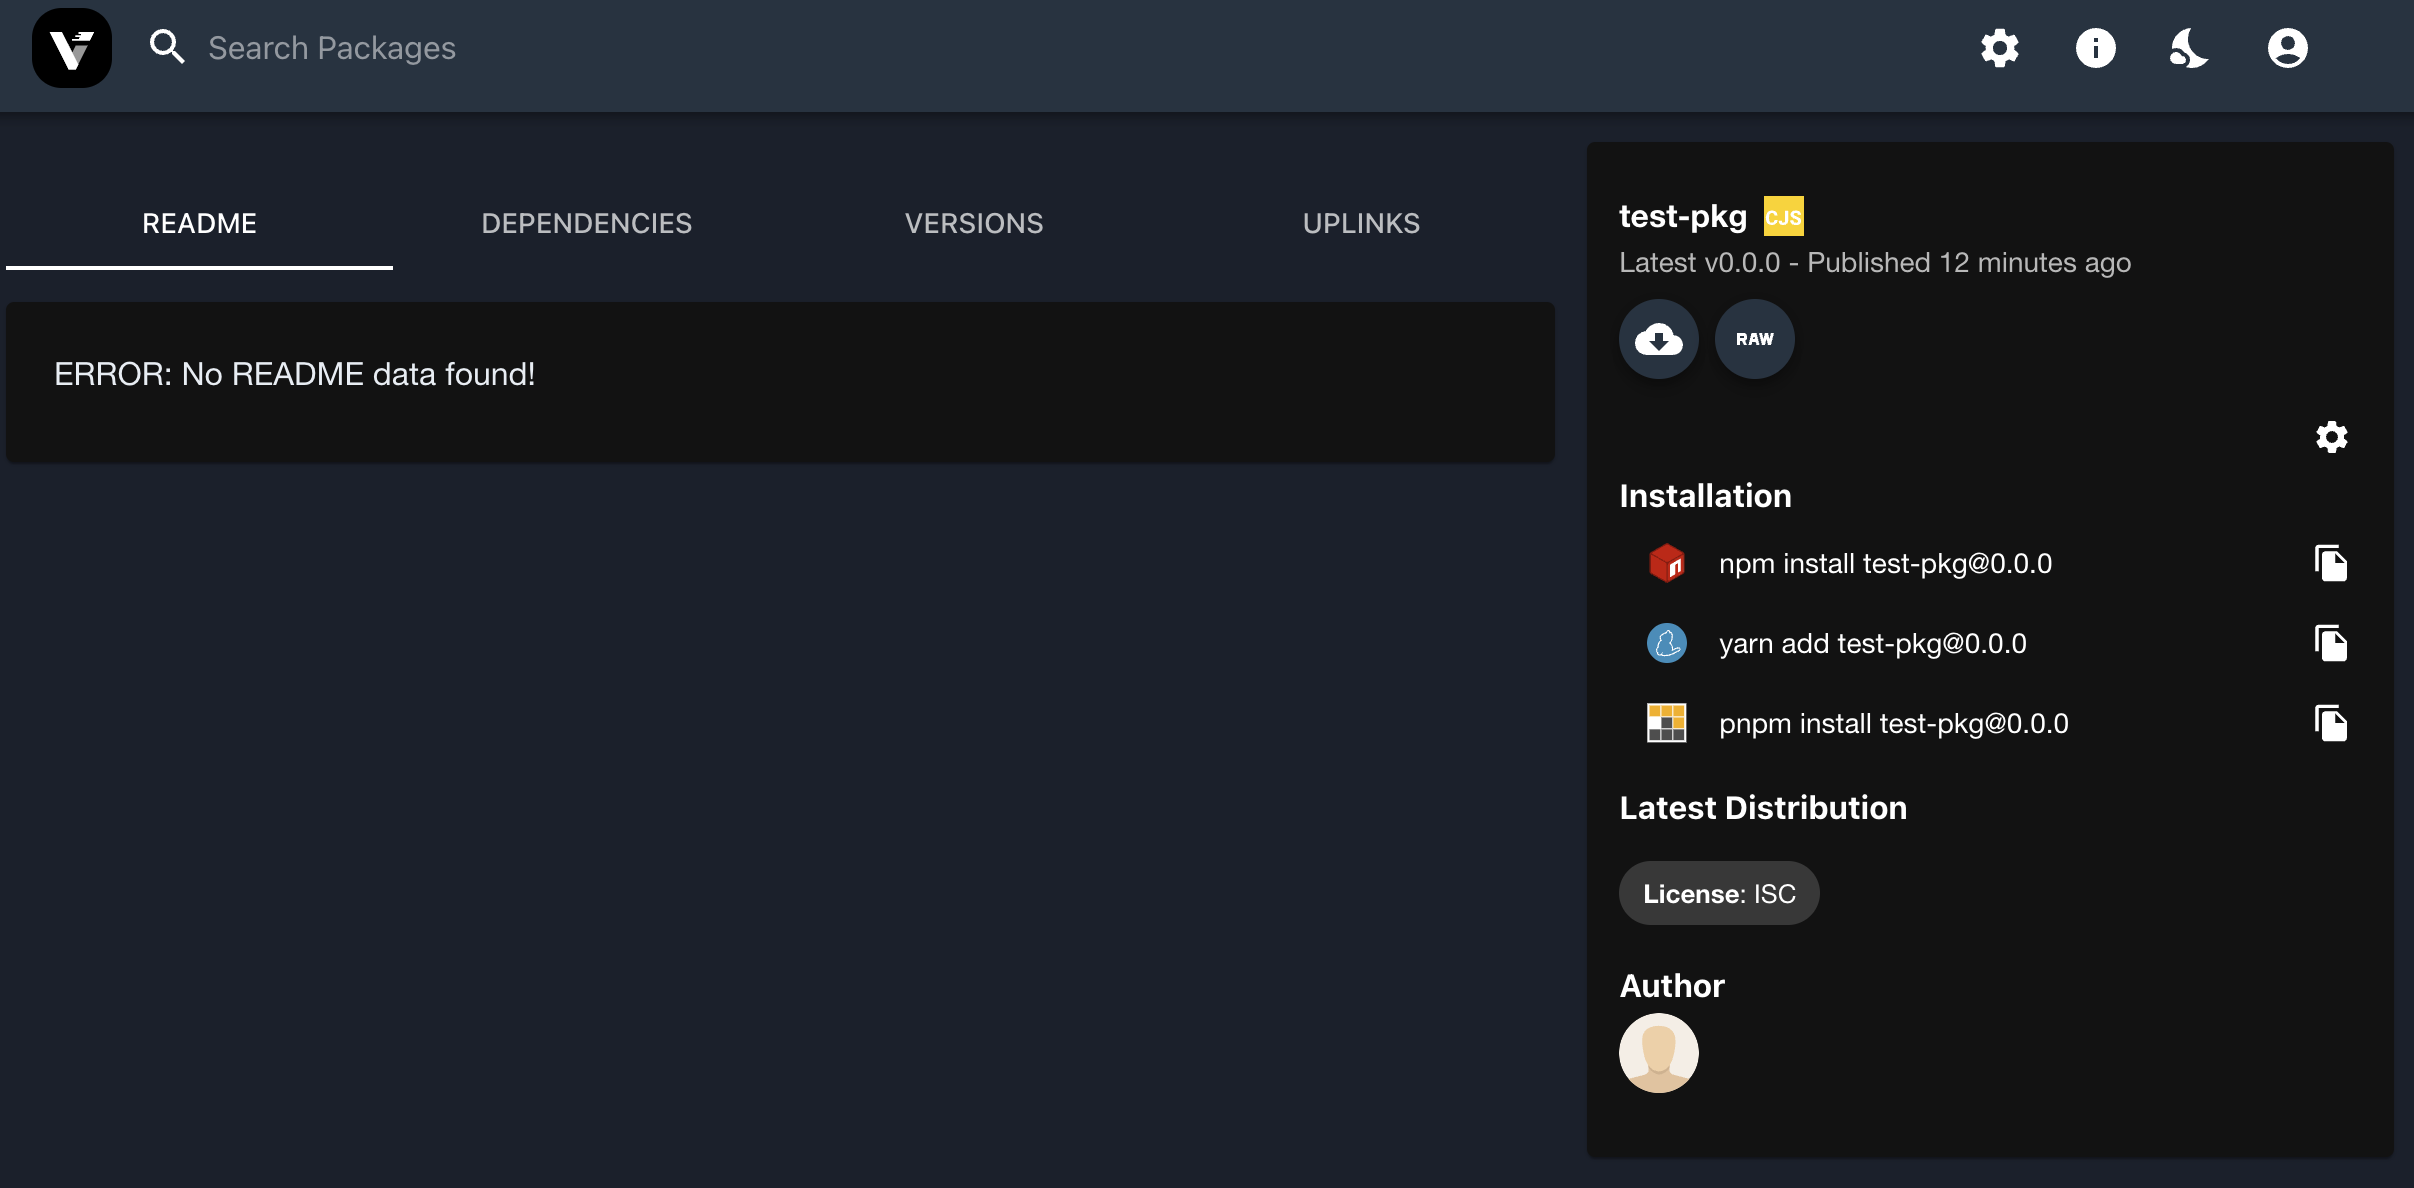 Search Packages
README
DEPENDENCIES
VERSIONS
UPLINKS
ERROR: No README data found!
test-pkg CJS
Latest v0.0.0 - Published 12 minutes ago
RAW
Installation
npm install test-pkg@0.0.0
yarn add test-pkg@0.0.0
pnpm install test-pkg@0.0.0
Latest Distribution
License: ISC
Author